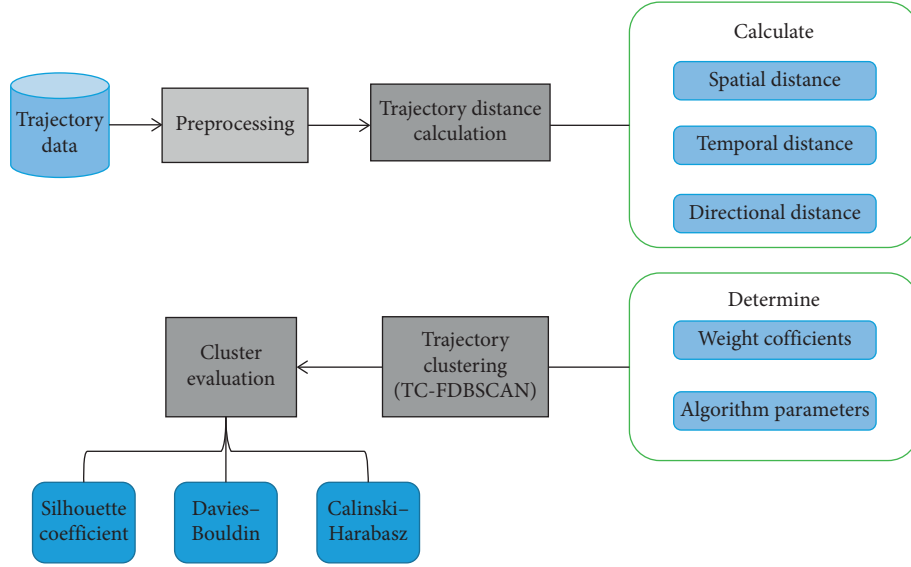 Trajectory
data
Preprocessing
Trajectory distance
calculation
Calculate
Spatial distance
Temporal distance
Directional distance
Determine
Weight cofficients
Algorithm parameters
Trajectory
clustering
(TC-FDBSCAN)
Cluster
evaluation
Silhouette
coefficient
Davies–
Bouldin
Calinski–
Harabasz